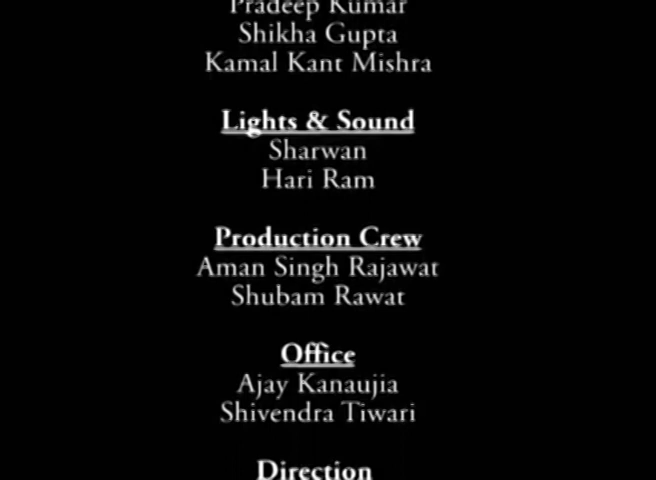 Pradeep Kumar
Shikha Gupta
Kamal Kant Mishra
Lights & Sound
Sharwan
Hari Ram
Production Crew
Aman Singh Rajawat
Shubam Rawat
Office
Ajay Kanaujia
Shivendra Tiwari
Direction